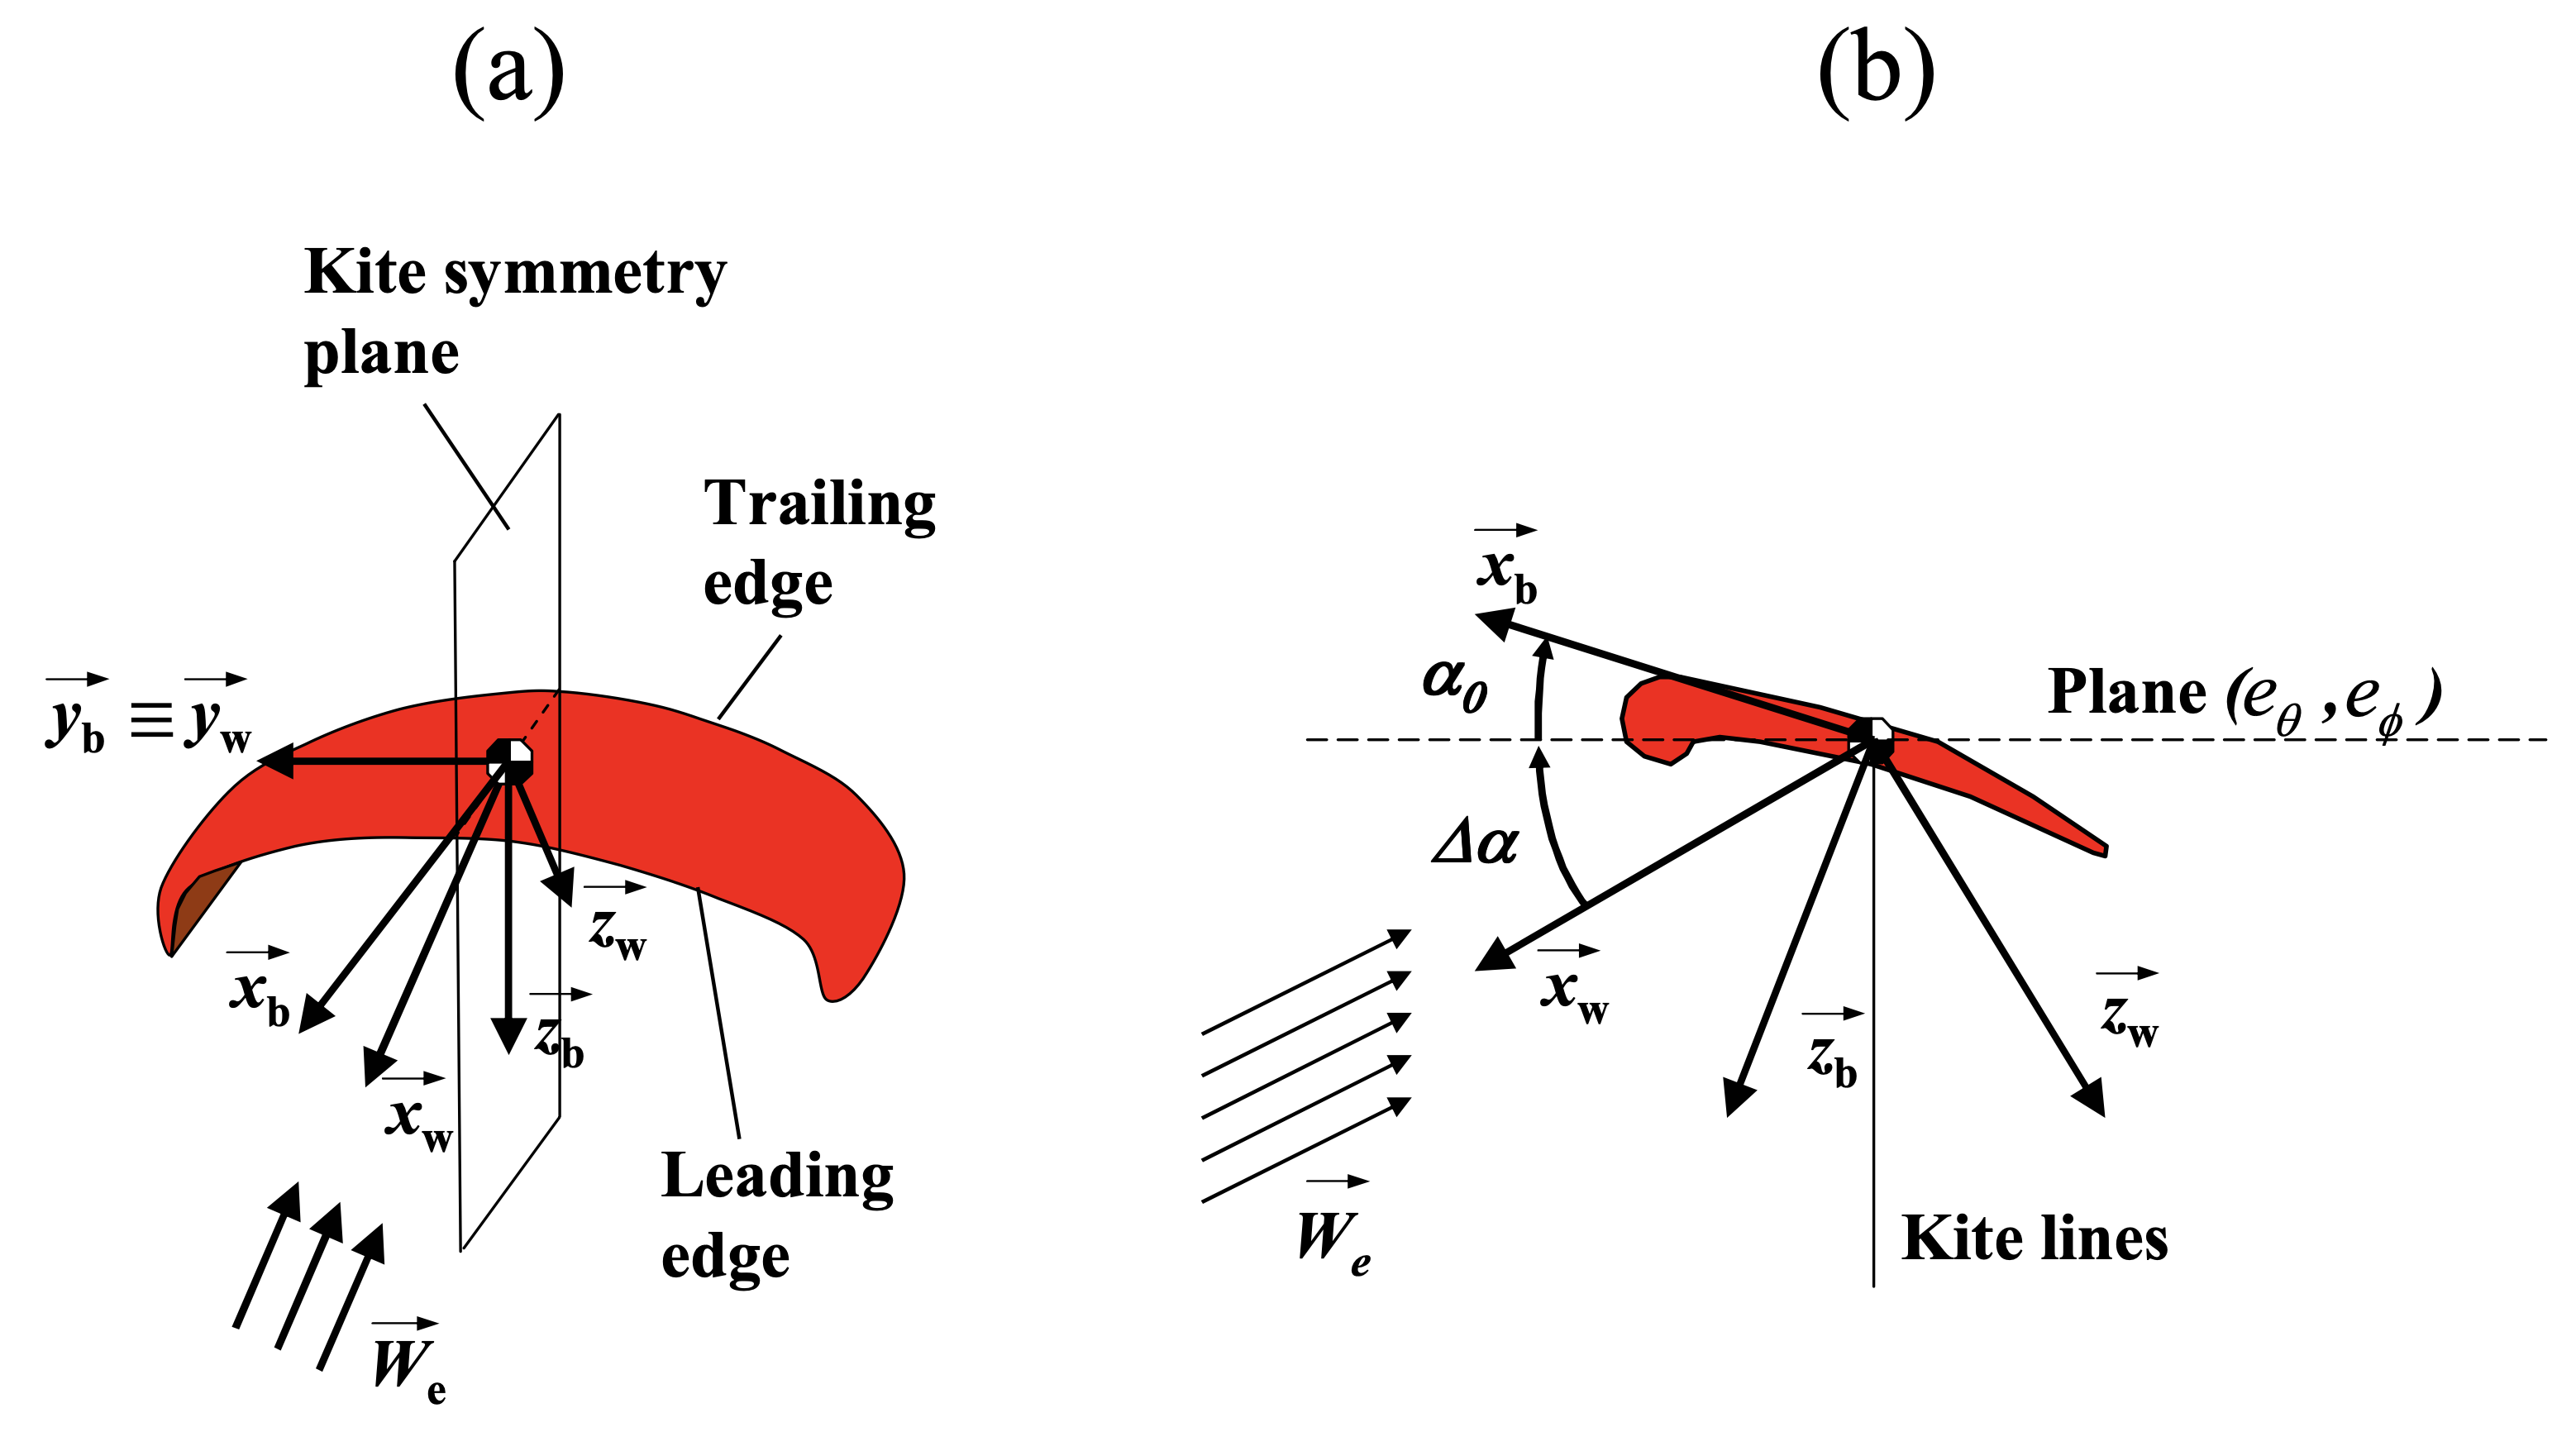 (a)
(b)
Kite symmetry
plane
Trailing
edge
y⃗b ≡ y⃗w
z⃗w
x⃗b
z⃗b
x⃗w
Leading
edge
W⃗e
x⃗b
α0
Plane (eθ ,eϕ )
Δα
x⃗w
z⃗w
z⃗b
W⃗e
Kite lines